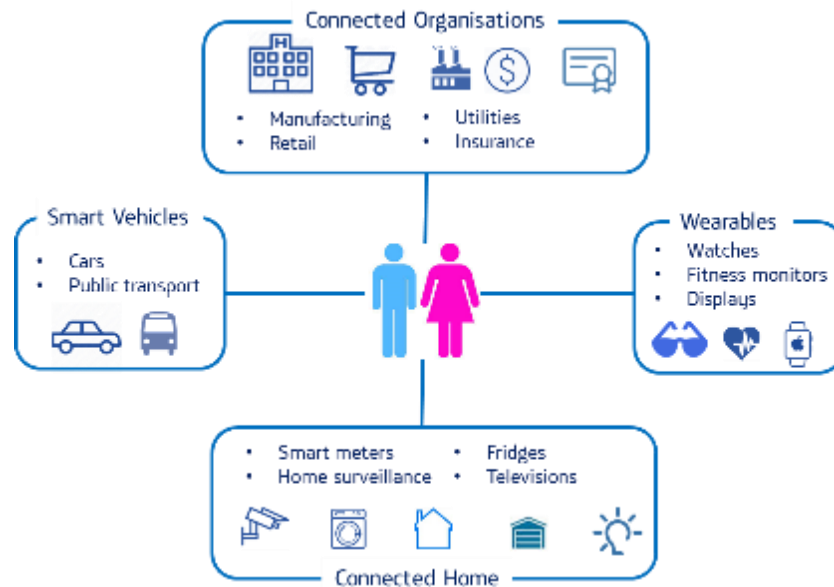 Connected Organisations
• Manufacturing
• Retail
• Utilities
• Insurance
Smart Vehicles
• Cars
• Public transport
Wearables
• Watches
• Fitness monitors
• Displays
• Smart meters
• Home surveillance
• Fridges
• Televisions
Connected Home